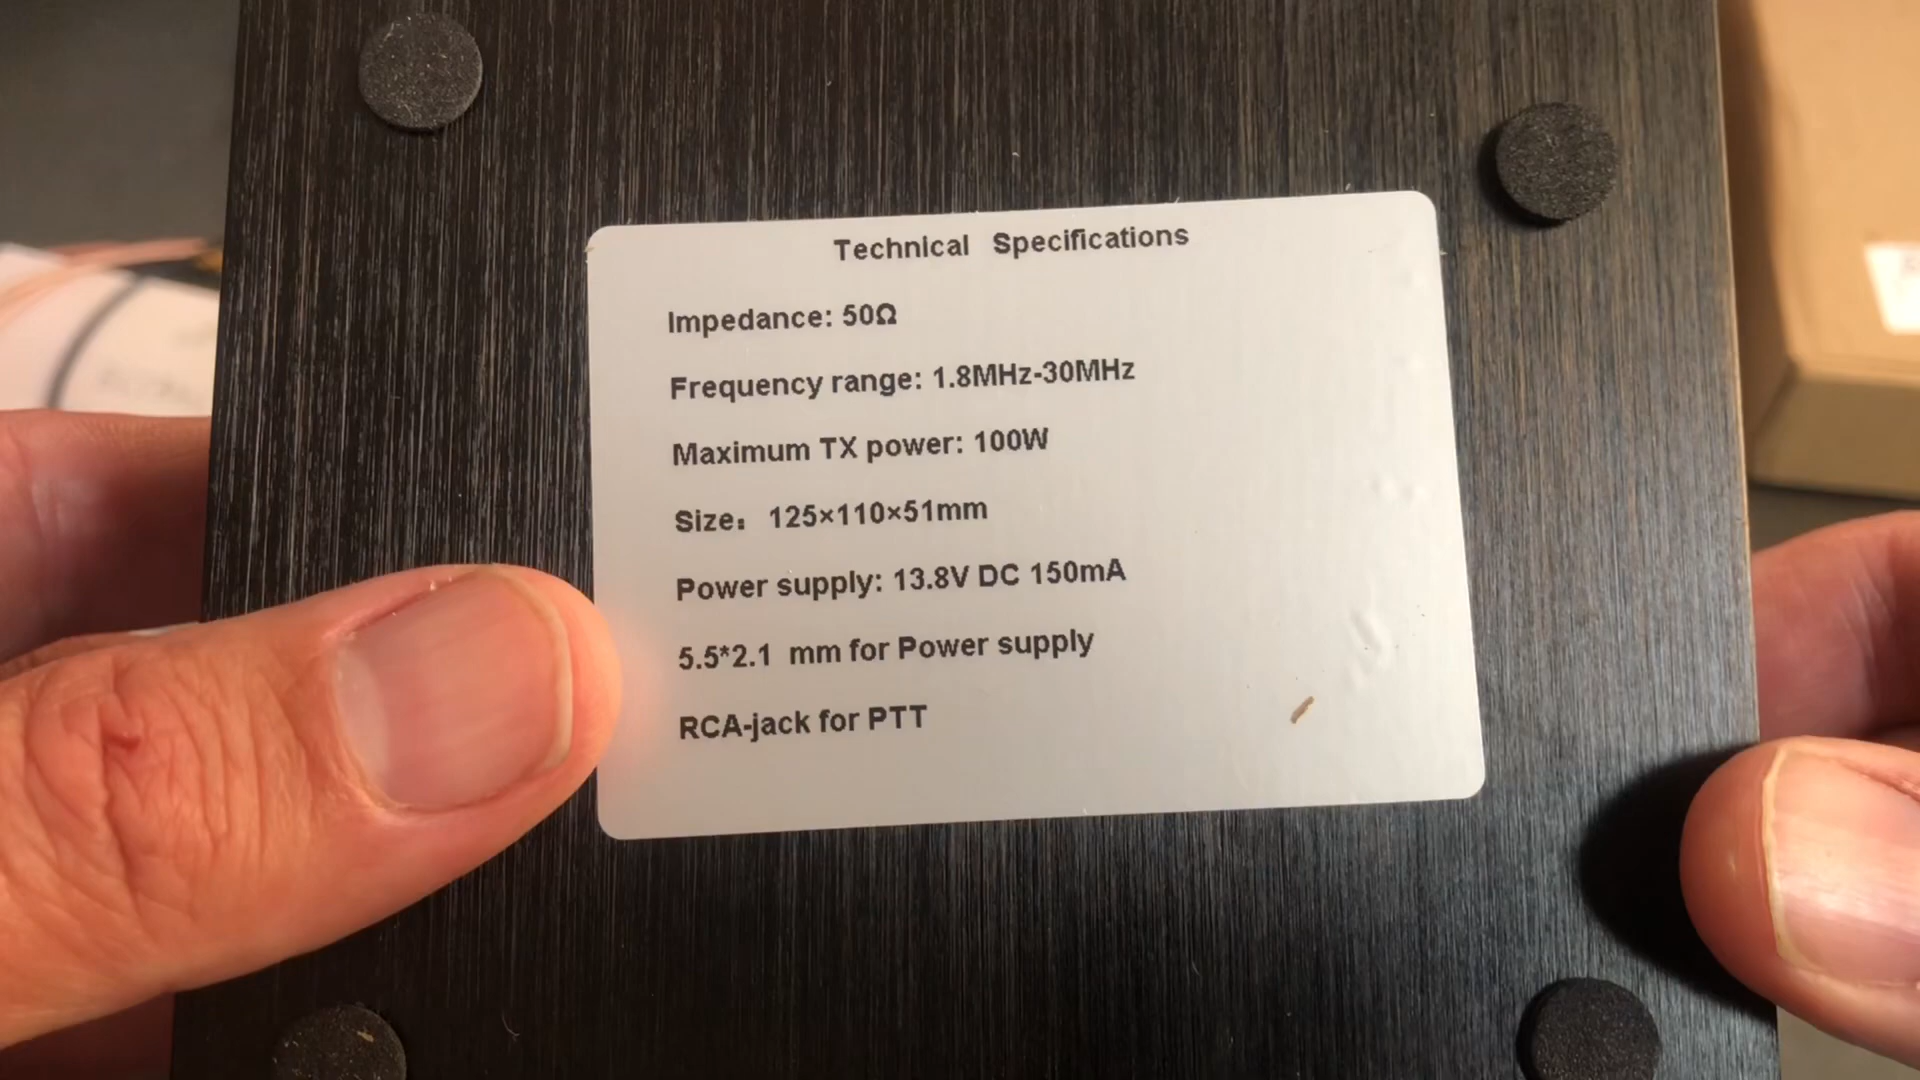 Technical Specifications
Impedance: 50Ω
Frequency range: 1.8MHz-30MHz
Maximum TX power: 100W
Size： 125×110×51mm
Power supply: 13.8V DC 150mA
5.5*2.1 mm for Power supply
RCA-jack for PTT